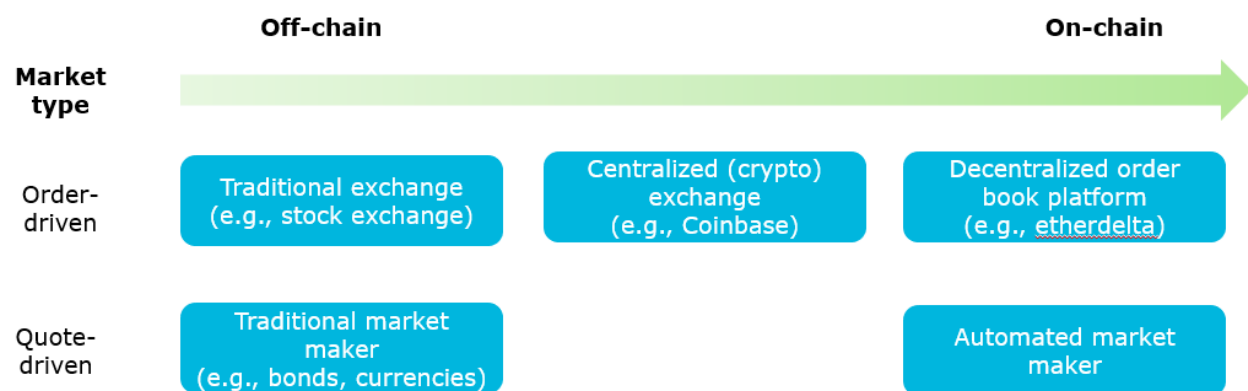 Off-chain
On-chain
Market
type
Order-
driven
Traditional exchange
(e.g., stock exchange)
Centralized (crypto)
exchange
(e.g., Coinbase)
Decentralized order
book platform
(e.g., etherdelta)
Quote-
driven
Traditional market
maker
(e.g., bonds, currencies)
Automated market
maker